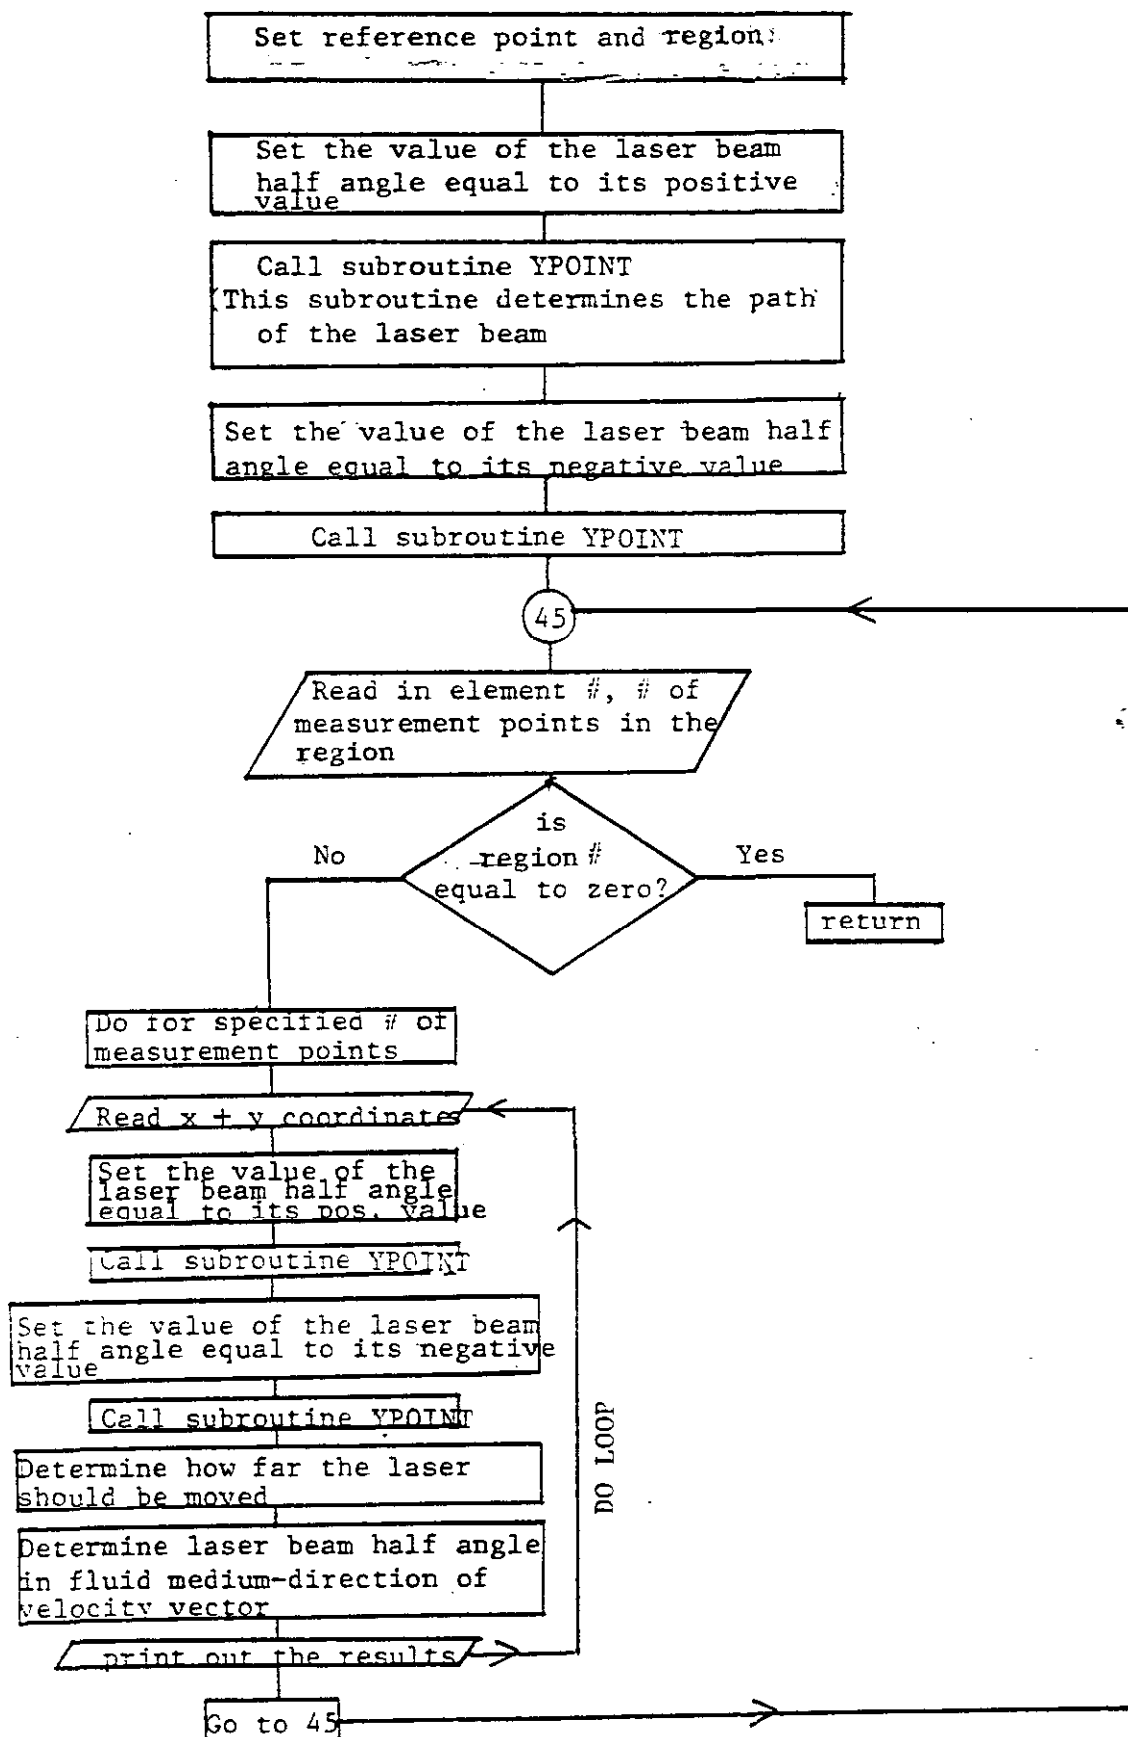 Set reference point and region
Set the value of the laser beam
half angle equal to its positive
value
Call subroutine YPOINT
(This subroutine determines the path
of the laser beam
Set the value of the laser beam half
angle equal to its negative value
Call subroutine YPOINT
45
Read in element #, # of
measurement points in the
region
is
region #
equal to zero?
No
Yes
return
Do for specified # of
measurement points
Read x + y coordinates
Set the value of the
laser beam half angle
equal to its pos. value
Call subroutine YPOINT
Set the value of the laser beam
half angle equal to its negative
value
Call subroutine YPOINT
Determine how far the laser
should be moved
Determine laser beam half angle
in fluid medium-direction of
velocity vector
print out the results
DO LOOP
Go to 45